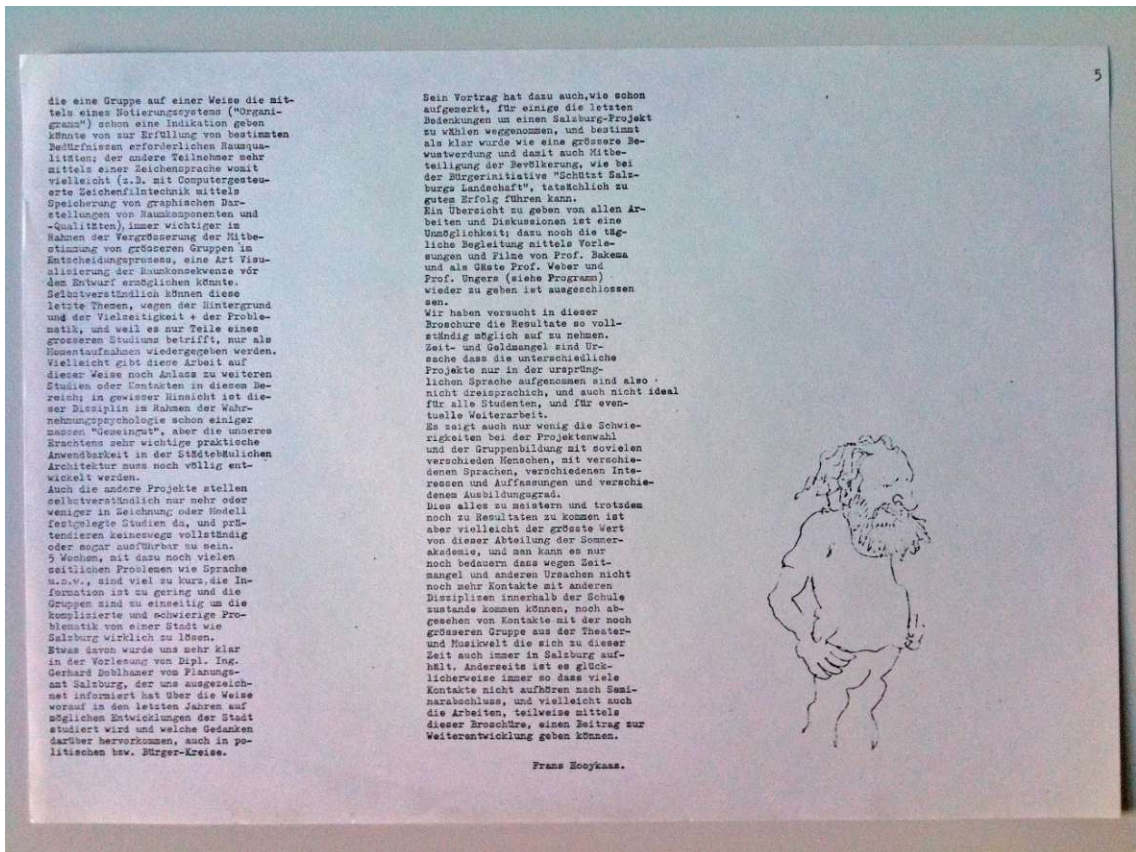 5
die eine Gruppe auf einer Weise die mit-
tels eines Notierungsystems ("Organi-
gramm") schon eine Indikation geben
könnte von zur Erfüllung von bestimmten
Bedürfnissen erforderlichen Raumqua-
litäten; der andere Teilnehmer mehr
mittels einer Zeichensprache womit
vielleicht (z.B. mit Computergesteu-
erte Zeichenfilmtechnik mittels
Speicherung von graphischen Dar-
stellungen von Raumkomponenten und
-Qualitäten), immer wichtiger im
Rahmen der Vergrösserung der Mitbe-
stimmung von grösseren Gruppen im
Entscheidungsprozess, eine Art Visu-
alisierung der Raumkonsekwenze vór
dem Entwurf ermöglichen könnte.
Selbstverständlich können diese
letzte Themen, wegen der Hintergrund
und der Vielseitigkeit + der Proble-
matik, und weil es nur Teile eines
grosseren Studiums betrifft, nur als
Momentaufnahmen wiedergegeben werden.
Vielleicht gibt diese Arbeit auf
dieser Weise noch Anlass zu weiteren
Studien oder Kontakten in diesem Be-
reich; in gewisser Hinsicht ist die-
ser Disziplin im Rahmen der Wahr-
nehmungspsychologie schon einiger
massen "Gemeingut", aber die unseres
Erachtens sehr wichtige praktische
Anwendbarkeit in der Städtebäulichen
Architektur muss noch völlig ent-
wickelt werden.
Auch die andere Projekte stellen
selbstverständlich nur mehr oder
weniger in Zeichnung oder Modell
festgelegte Studien da, und prä-
tendieren keineswegs vollständig
oder sogar ausführbar zu sein.
5 Wochen, mit dazu noch vielen
zeitlichen Problemen wie Sprache
u.s.w., sind viel zu kurz, die In-
formation ist zu gering und die
Gruppen sind zu einseitig um die
komplizierte und schwierige Pro-
blematik von einer Stadt wie
Salzburg wirklich zu lösen.
Etwas davon wurde uns mehr klar
in der Vorlesung von Dipl. Ing.
Gerhard Doblhamer vom Planungs-
amt Salzburg, der uns ausgezeich-
net informiert hat über die Weise
worauf in den letzten Jahren auf
möglichen Entwicklungen der Stadt
studiert wird und welche Gedanken
darüber hervorkommen, auch in po-
litischen bzw. Bürger-Kreise.
Sein Vortrag hat dazu auch, wie schon
aufgemerkt, für einige die letzten
Bedenkungen um einen Salzburg-Projekt
zu wählen weggenommen, und bestimmt
als klar wurde wie eine grössere Be-
wustwerdung und damit auch Mitbe-
teiligung der Bevölkerung, wie bei
der Bürgerinitiative "Schützt Salz-
burgs Landschaft", tatsächlich zu
gutem Erfolg führen kann.
Ein Übersicht zu geben von allen Ar-
beiten und Diskussionen ist eine
Unmöglichkeit; dazu noch die täg-
liche Begleitung mittels Vorle-
sungen und Filme von Prof. Bakema
und als Gäste Prof. Weber und
Prof. Ungers (siehe Programm)
wieder zu geben ist ausgeschlossen
sen.
Wir haben versucht in dieser
Broschure die Resultate so voll-
ständig möglich auf zu nehmen.
Zeit- und Geldmangel sind Ur-
sache dass die unterschiedliche
Projekte nur in der ursprüng-
lichen Sprache aufgenommen sind also
nicht dreisprachich, und auch nicht ideal
für alle Studenten, und für even-
tuelle Weiterarbeit.
Es zeigt auch nur wenig die Schwie-
rigkeiten bei der Projektenwahl
und der Gruppenbildung mit sovielen
verschieden Menschen, mit verschie-
denen Sprachen, verschiedenen Inte-
ressen und Auffassungen und verschie-
denem Ausbildungsgrad.
Dies alles zu meistern und trotzdem
noch zu Resultaten zu kommen ist
aber vielleicht der grösste Wert
von dieser Abteilung der Sommer-
akademie, und man kann es nur
noch bedauern dass wegen Zeit-
mangel und anderen Ursachen nicht
noch mehr Kontakte mit anderen
Disziplizen innerhalb der Schule
zustande kommen können, noch ab-
gesehen von Kontakte mit der noch
grösseren Gruppe aus der Theater-
und Musikwelt die sich zu dieser
Zeit auch immer in Salzburg auf-
hält. Anderseits ist es glück-
licherweise immer so dass viele
Kontakte nicht aufhören nach Semi-
narabschluss, und vielleicht auch
die Arbeiten, teilweise mittels
dieser Broschüre, einen Beitrag zur
Weiterentwicklung geben können.
Frans Hooykaas.